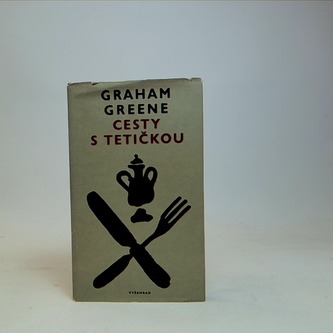 GRAHAM
GREENE
CESTY
S TETIČKOU
VYŠEHRAD